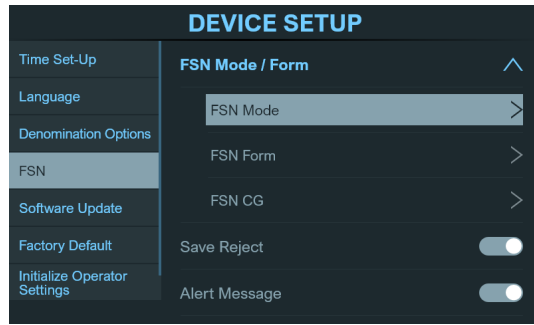 DEVICE SETUP
Time Set-Up
Language
Denomination Options
FSN
Software Update
Factory Default
Initialize Operator
Settings
FSN Mode / Form
FSN Mode
FSN Form
FSN CG
Save Reject
Alert Message